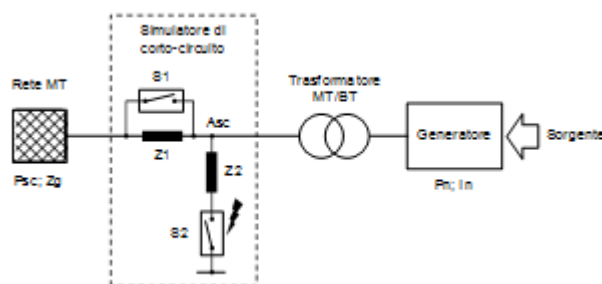 Simulatore di
corto-circuito
Rete MT
S1
Trasformatore
MT/BT
Asc
Generatore
Sorgente
Z1
Z2
Psc; Zg
Pn; In
S2